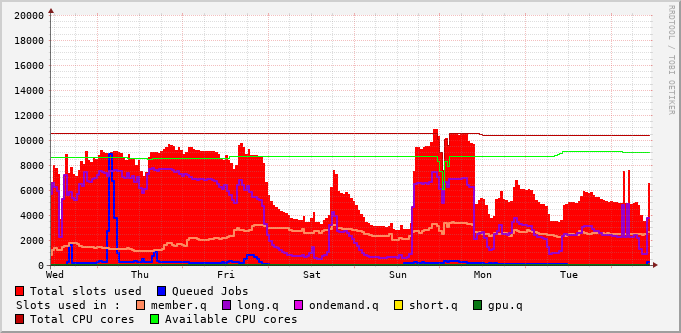 20000
18000
16000
14000
12000
10000
8000
6000
4000
2000
0
Wed Thu Fri Sat Sun Mon Tue
RRDTOOL / TOBI OETIKER
Total slots used Queued Jobs
Slots used in : member.q long.q ondemand.q short.q gpu.q
Total CPU cores Available CPU cores